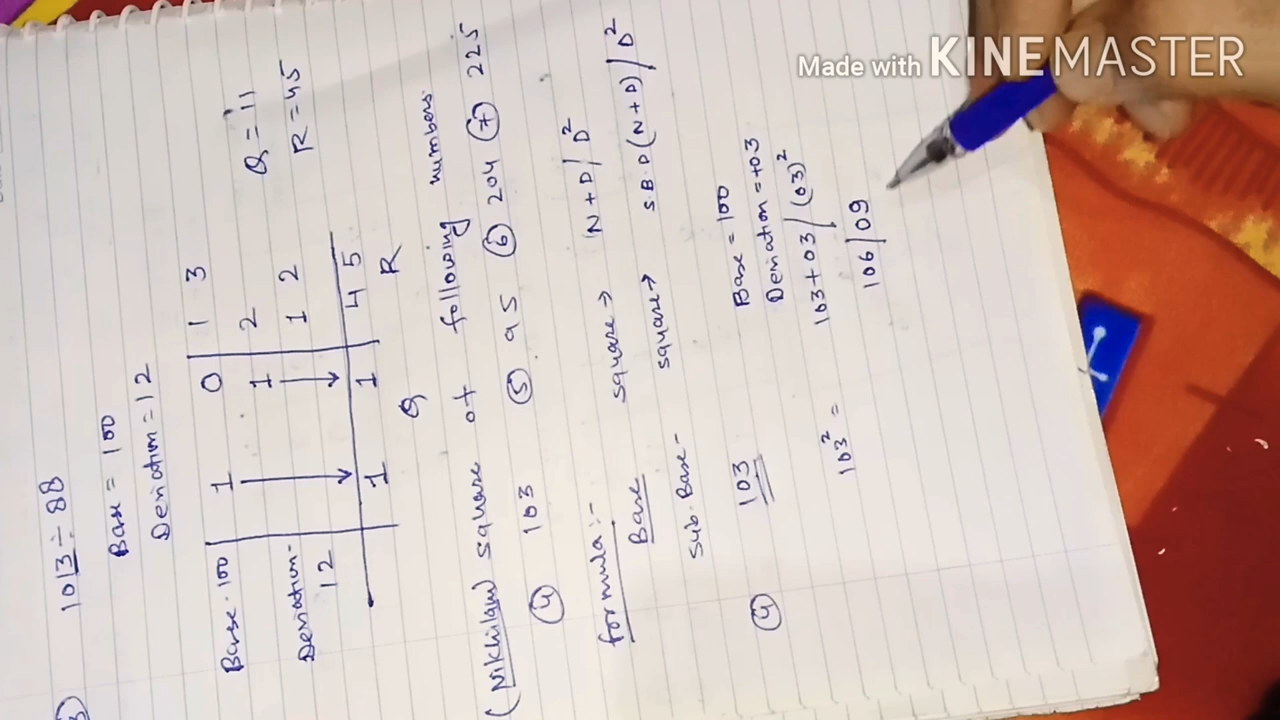 Made with KINEMASTER
1013 ÷ 88
Base = 100
Deviation = 12
Base - 100 1 0 1 3
Deviation- 1 2 Q = 11
12 1 2 R = 45
1 1 4 5
Q R
(Nikhilam) square of following numbers.
④ 103 ⑤ 95 ⑥ 204 ⑦ 225
formula:-
Base square → N + D / D²
Sub-Base- square → S.B.D (N + D) / D²
④ 103 Base = 100
Deviation = +03
103² = 103 + 03 / (03)²
106 / 09